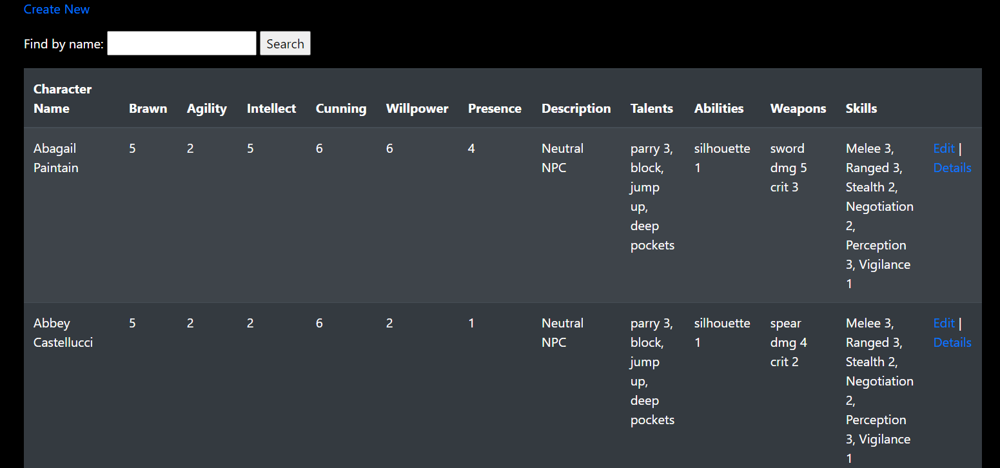 Create New
Find by name: Search
Character Name Brawn Agility Intellect Cunning Willpower Presence Description Talents Abilities Weapons Skills
Abagail 5 2 5 6 6 4 Neutral parry 3, silhouette sword Melee 3, Edit |
Paintain NPC block, 1 dmg 5 Ranged 3, Details
jump crit 3 Stealth 2,
up, Negotiation
deep 2,
pockets Perception
3, Vigilance
1
Abbey 5 2 2 6 2 1 Neutral parry 3, silhouette spear Melee 3, Edit |
Castellucci NPC block, 1 dmg 4 Ranged 3, Details
jump crit 2 Stealth 2,
up, Negotiation
deep 2,
pockets Perception
3, Vigilance
1